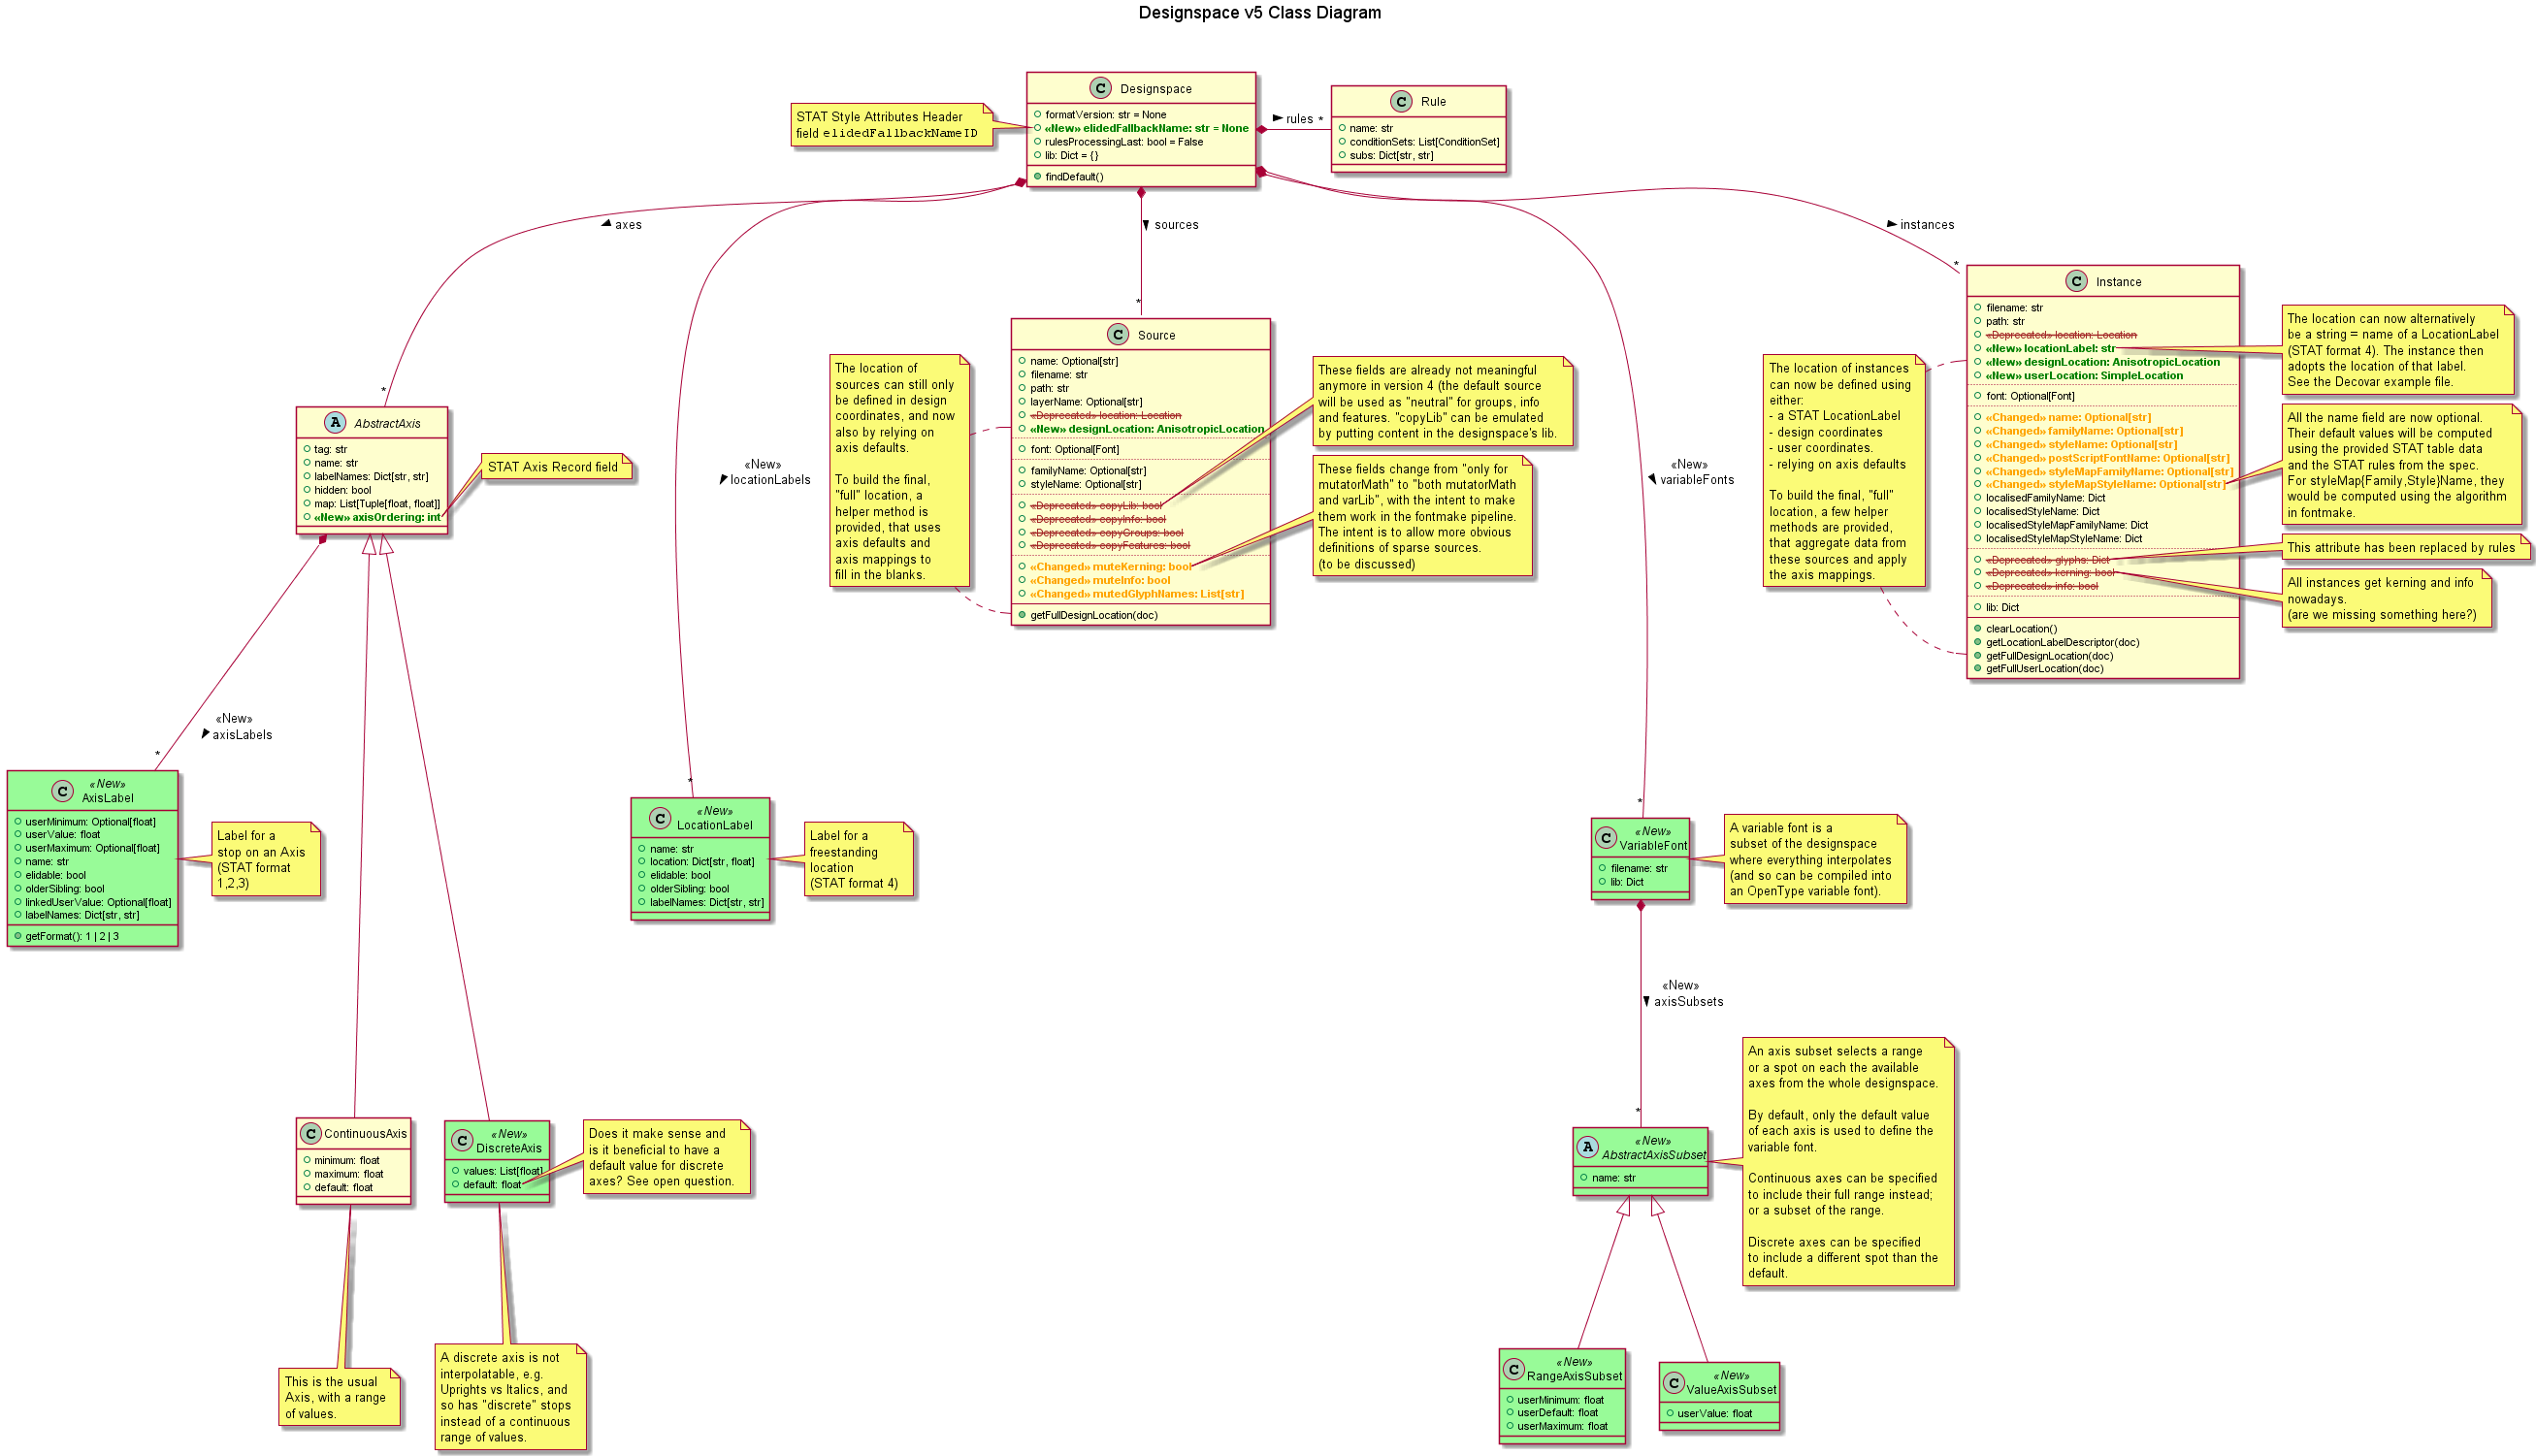 Designspace v5 Class Diagram
STAT Style Attributes Header
field elidedFallbackNameID
C Designspace
formatVersion: str = None
«New» elidedFallbackName: str = None
rulesProcessingLast: bool = False
lib: Dict = {}
findDefault()
rules *
C Rule
name: str
conditionSets: List[ConditionSet]
subs: Dict[str, str]
axes
sources
instances
*
*
*
C Source
name: Optional[str]
filename: str
path: str
layerName: Optional[str]
«Deprecated» location: Location
«New» designLocation: AnisotropicLocation
font: Optional[Font]
familyName: Optional[str]
styleName: Optional[str]
«Deprecated» copyLib: bool
«Deprecated» copyInfo: bool
«Deprecated» copyGroups: bool
«Deprecated» copyFeatures: bool
«Changed» muteKerning: bool
«Changed» muteInfo: bool
«Changed» mutedGlyphNames: List[str]
getFullDesignLocation(doc)
The location of
sources can still only
be defined in design
coordinates, and now
also by relying on
axis defaults.
To build the final,
"full" location, a
helper method is
provided, that uses
axis defaults and
axis mappings to
fill in the blanks.
These fields are already not meaningful
anymore in version 4 (the default source
will be used as "neutral" for groups, info
and features. "copyLib" can be emulated
by putting content in the designspace's lib.
These fields change from "only for
mutatorMath" to "both mutatorMath
and varLib", with the intent to make
them work in the fontmake pipeline.
The intent is to allow more obvious
definitions of sparse sources.
(to be discussed)
C Instance
filename: str
path: str
«Deprecated» location: Location
«New» locationLabel: str
«New» designLocation: AnisotropicLocation
«New» userLocation: SimpleLocation
font: Optional[Font]
«Changed» name: Optional[str]
«Changed» familyName: Optional[str]
«Changed» styleName: Optional[str]
«Changed» postScriptFontName: Optional[str]
«Changed» styleMapFamilyName: Optional[str]
«Changed» styleMapStyleName: Optional[str]
localisedFamilyName: Dict
localisedStyleName: Dict
localisedStyleMapFamilyName: Dict
localisedStyleMapStyleName: Dict
«Deprecated» glyphs: Dict
«Deprecated» kerning: bool
«Deprecated» info: bool
lib: Dict
clearLocation()
getLocationLabelDescriptor(doc)
getFullDesignLocation(doc)
getFullUserLocation(doc)
The location of instances
can now be defined using
either:
- a STAT LocationLabel
- design coordinates
- user coordinates.
- relying on axis defaults
To build the final, "full"
location, a few helper
methods are provided,
that aggregate data from
these sources and apply
the axis mappings.
The location can now alternatively
be a string = name of a LocationLabel
(STAT format 4). The instance then
adopts the location of that label.
See the Decovar example file.
All the name field are now optional.
Their default values will be computed
using the provided STAT table data
and the STAT rules from the spec.
For styleMap{Family,Style}Name, they
would be computed using the algorithm
in fontmake.
This attribute has been replaced by rules
All instances get kerning and info
nowadays.
(are we missing something here?)
A AbstractAxis
tag: str
name: str
labelNames: Dict[str, str]
hidden: bool
map: List[Tuple[float, float]]
«New» axisOrdering: int
STAT Axis Record field
«New»
locationLabels
«New»
variableFonts
«New»
axisLabels
*
*
*
«New»
C AxisLabel
userMinimum: Optional[float]
userValue: float
userMaximum: Optional[float]
name: str
elidable: bool
olderSibling: bool
linkedUserValue: Optional[float]
labelNames: Dict[str, str]
getFormat(): 1 | 2 | 3
Label for a
stop on an Axis
(STAT format
1,2,3)
«New»
C LocationLabel
name: str
location: Dict[str, float]
elidable: bool
olderSibling: bool
labelNames: Dict[str, str]
Label for a
freestanding
location
(STAT format 4)
«New»
C VariableFont
filename: str
lib: Dict
A variable font is a
subset of the designspace
where everything interpolates
(and so can be compiled into
an OpenType variable font).
«New»
axisSubsets
*
C ContinuousAxis
minimum: float
maximum: float
default: float
«New»
C DiscreteAxis
values: List[float]
default: float
Does it make sense and
is it beneficial to have a
default value for discrete
axes? See open question.
«New»
A AbstractAxisSubset
name: str
An axis subset selects a range
or a spot on each the available
axes from the whole designspace.
By default, only the default value
of each axis is used to define the
variable font.
Continuous axes can be specified
to include their full range instead;
or a subset of the range.
Discrete axes can be specified
to include a different spot than the
default.
This is the usual
Axis, with a range
of values.
A discrete axis is not
interpolatable, e.g.
Uprights vs Italics, and
so has "discrete" stops
instead of a continuous
range of values.
«New»
C RangeAxisSubset
userMinimum: float
userDefault: float
userMaximum: float
«New»
C ValueAxisSubset
userValue: float